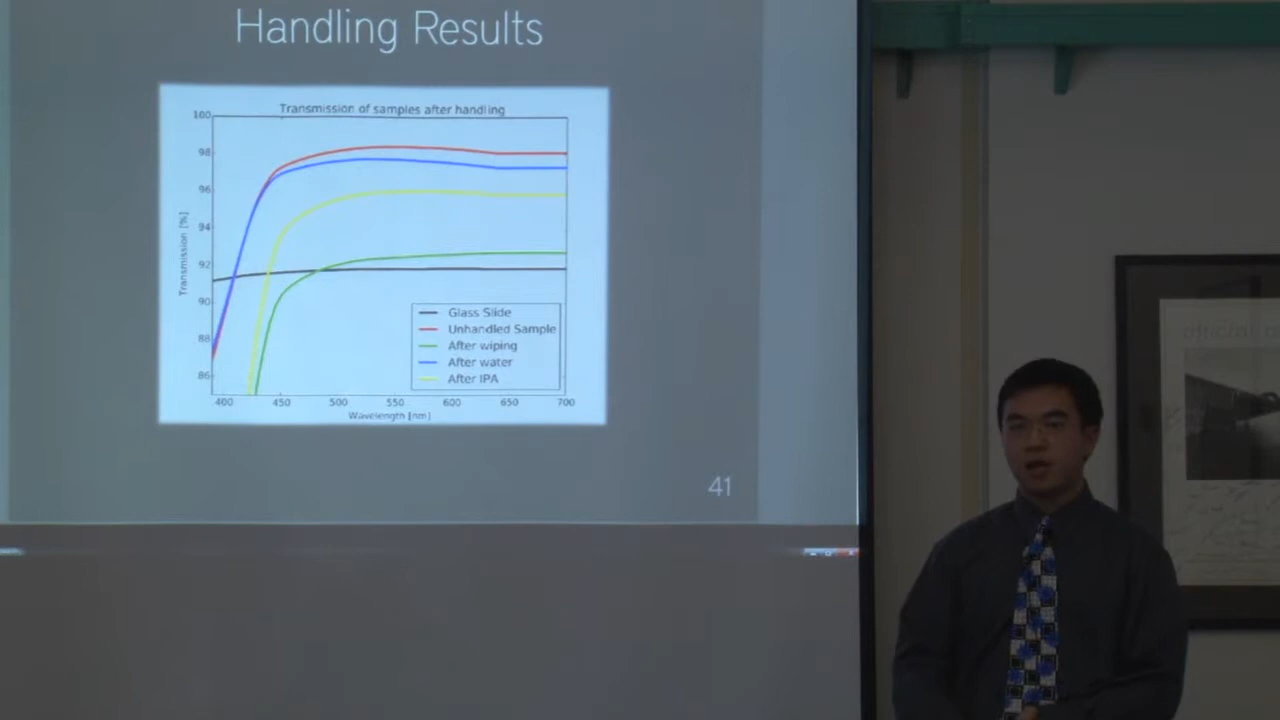 Handling Results
Transmission of samples after handling
100
98
96
94
92
90
88
86
Transmission [%]
Glass Slide
Unhandled Sample
After wiping
After water
After IPA
400 450 500 550 600 650 700
Wavelength [nm]
41